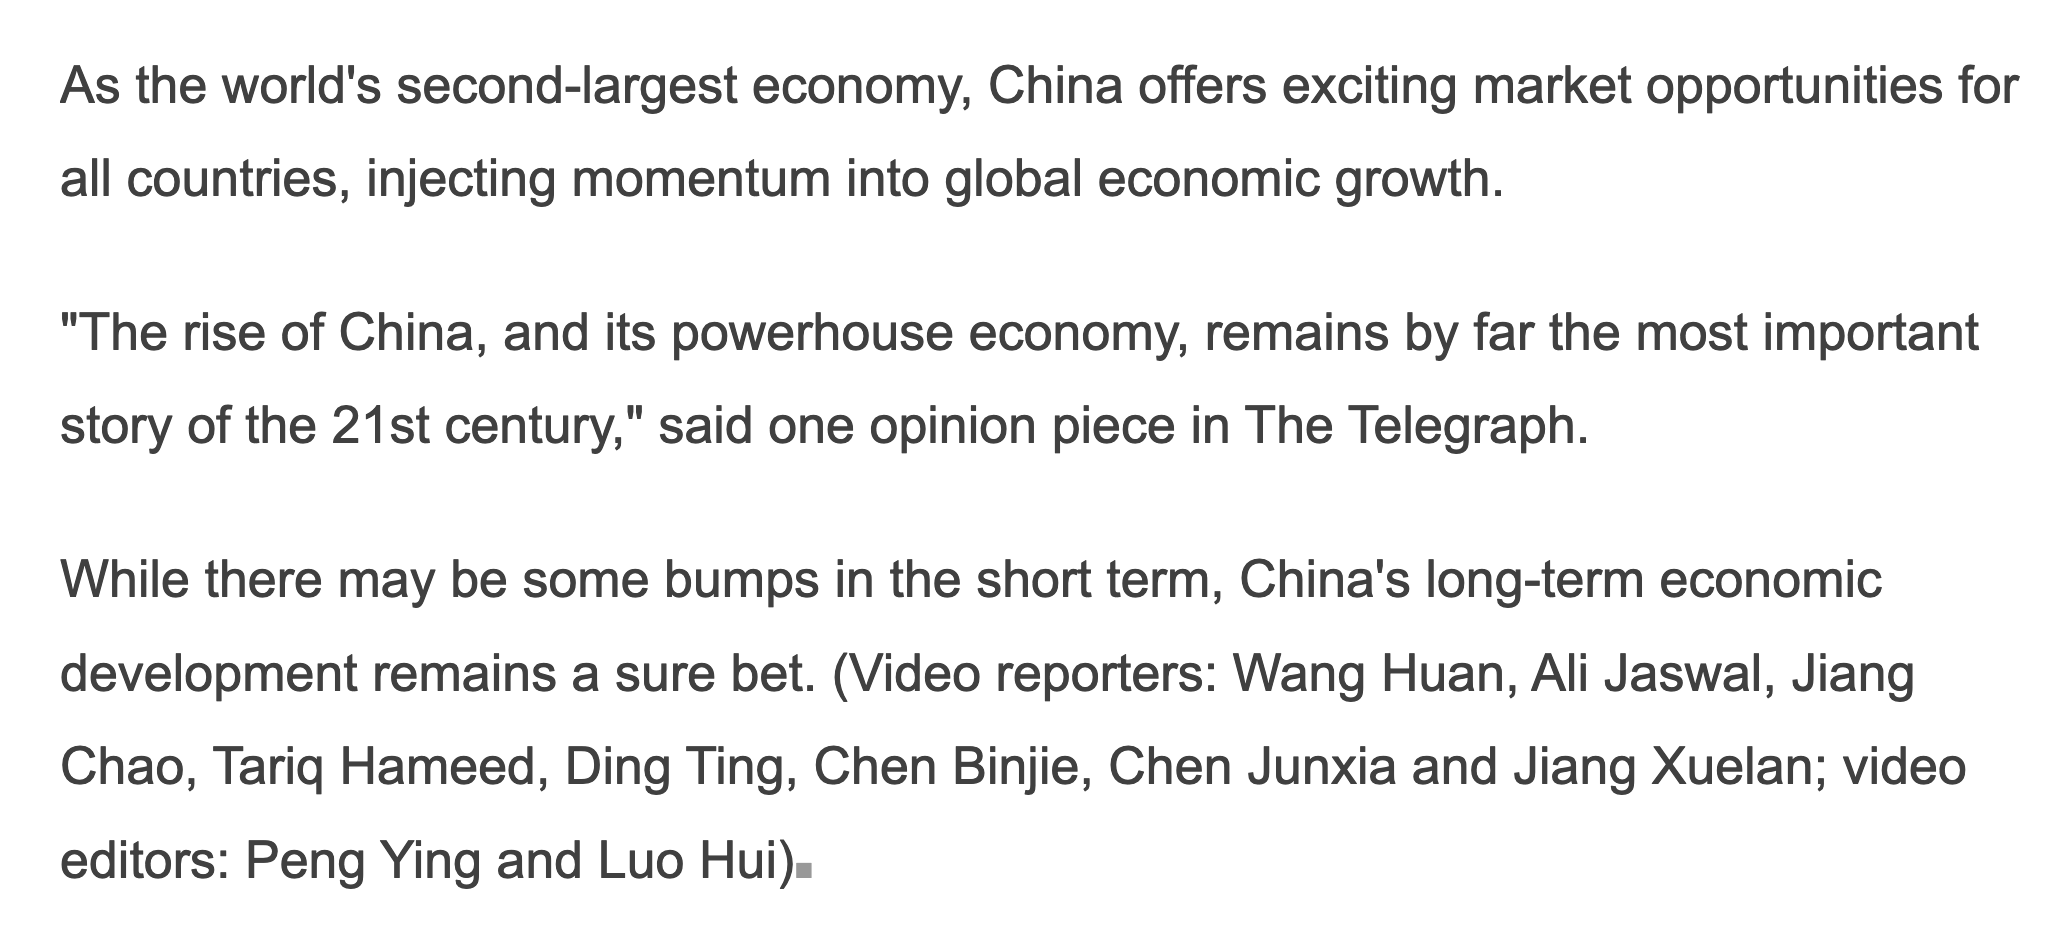 As the world's second-largest economy, China offers exciting market opportunities for
all countries, injecting momentum into global economic growth.
"The rise of China, and its powerhouse economy, remains by far the most important
story of the 21st century," said one opinion piece in The Telegraph.
While there may be some bumps in the short term, China's long-term economic
development remains a sure bet. (Video reporters: Wang Huan, Ali Jaswal, Jiang
Chao, Tariq Hameed, Ding Ting, Chen Binjie, Chen Junxia and Jiang Xuelan; video
editors: Peng Ying and Luo Hui)■